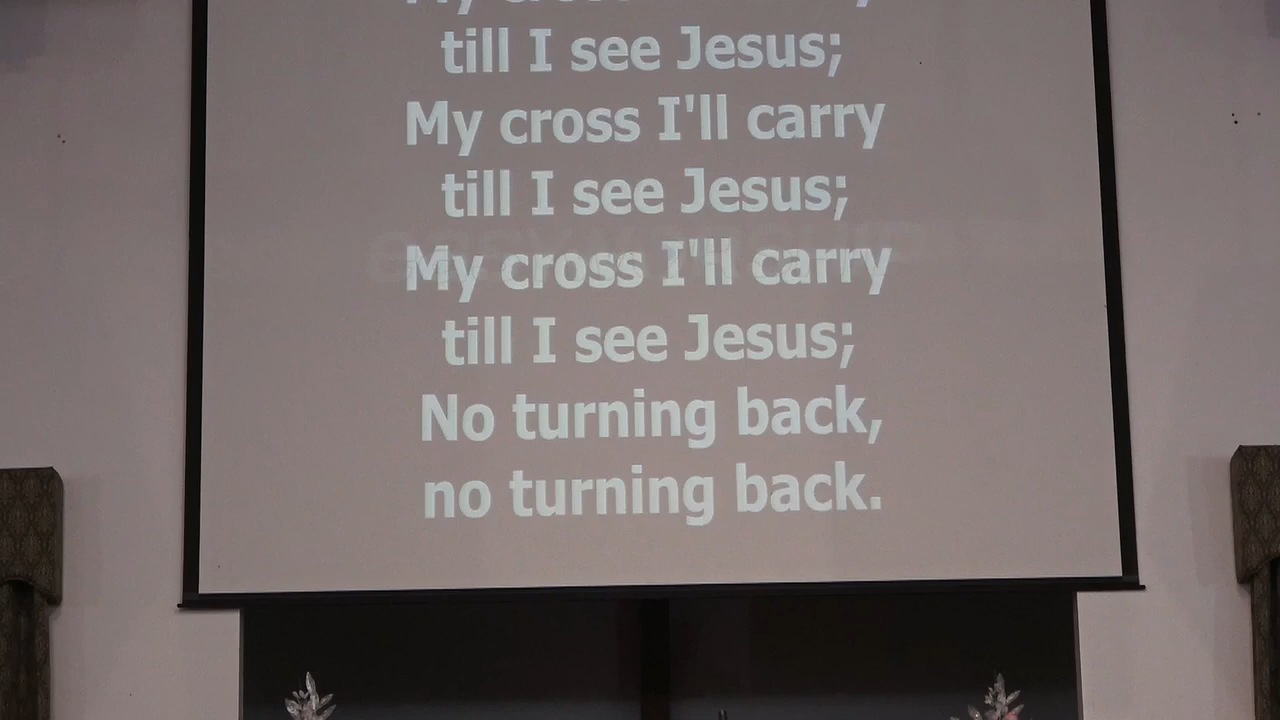 till I see Jesus;
My cross I'll carry
till I see Jesus;
My cross I'll carry
till I see Jesus;
No turning back,
no turning back.